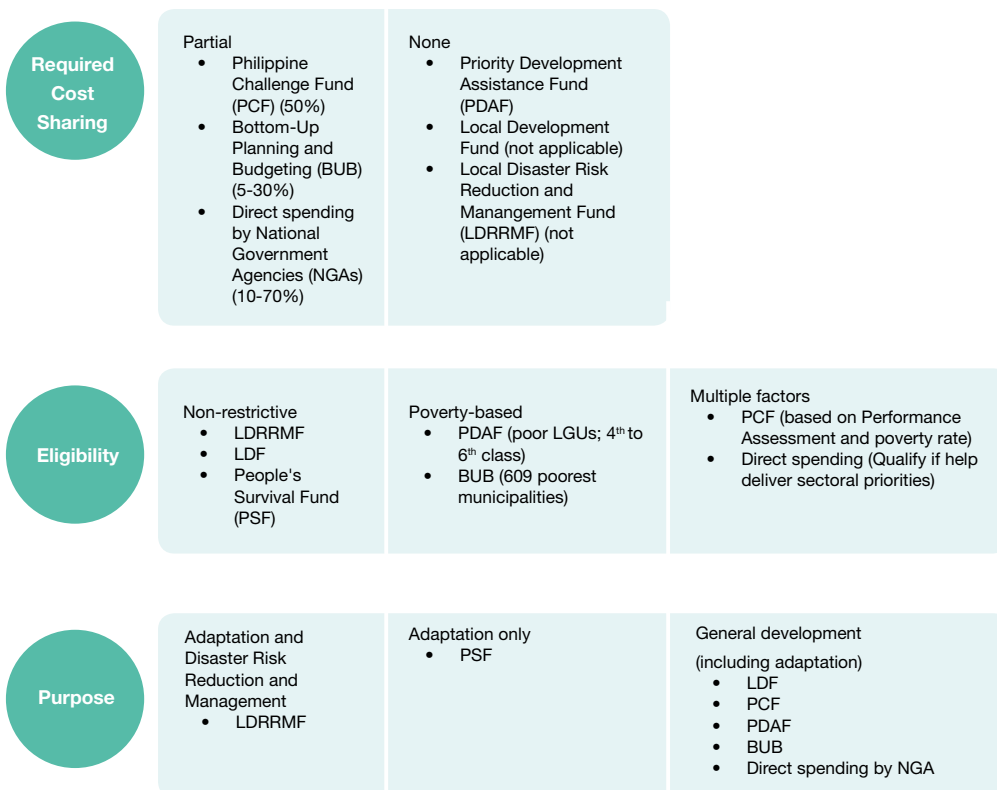 Required
Cost
Sharing
Partial
• Philippine
Challenge Fund
(PCF) (50%)
• Bottom-Up
Planning and
Budgeting (BUB)
(5-30%)
• Direct spending
by National
Government
Agencies (NGAs)
(10-70%)
None
• Priority Development
Assistance Fund
(PDAF)
• Local Development
Fund (not applicable)
• Local Disaster Risk
Reduction and
Manangement Fund
(LDRRMF) (not
applicable)
Eligibility
Non-restrictive
• LDRRMF
• LDF
• People's
Survival Fund
(PSF)
Poverty-based
• PDAF (poor LGUs; 4th to
6th class)
• BUB (609 poorest
municipalities)
Multiple factors
• PCF (based on Performance
Assessment and poverty rate)
• Direct spending (Qualify if help
deliver sectoral priorities)
Purpose
Adaptation and
Disaster Risk
Reduction and
Management
• LDRRMF
Adaptation only
• PSF
General development
(including adaptation)
• LDF
• PCF
• PDAF
• BUB
• Direct spending by NGA